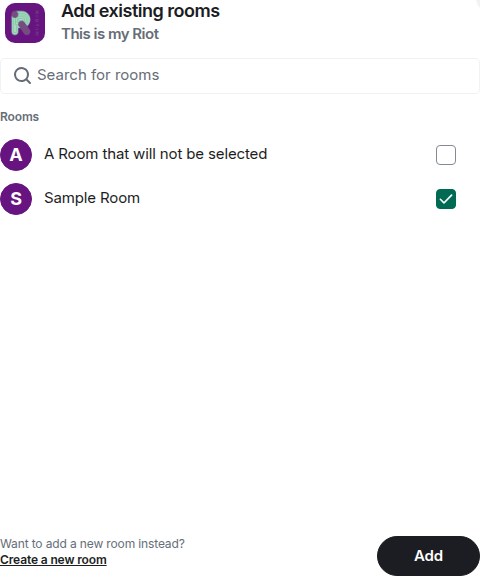 Add existing rooms
This is my Riot
Search for rooms
Rooms
A
A Room that will not be selected
S
Sample Room
Want to add a new room instead?
Create a new room
Add